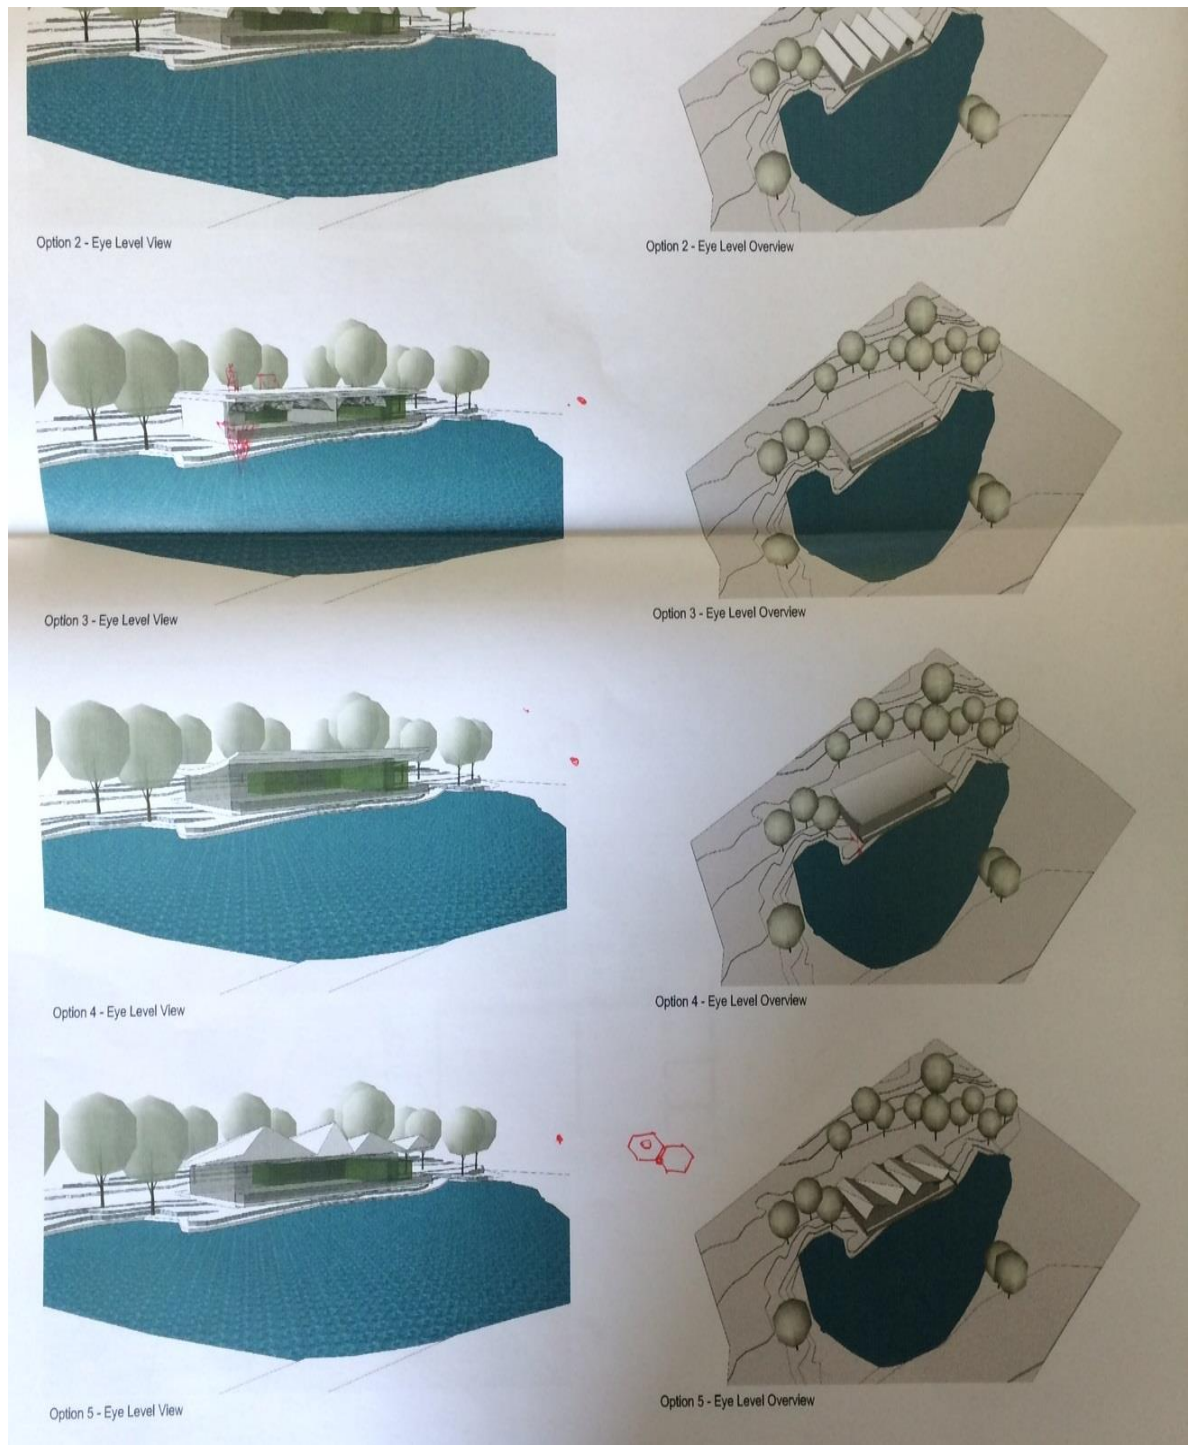 Option 2 - Eye Level View
Option 2 - Eye Level Overview
Option 3 - Eye Level View
Option 3 - Eye Level Overview
Option 4 - Eye Level View
Option 4 - Eye Level Overview
Option 5 - Eye Level View
Option 5 - Eye Level Overview